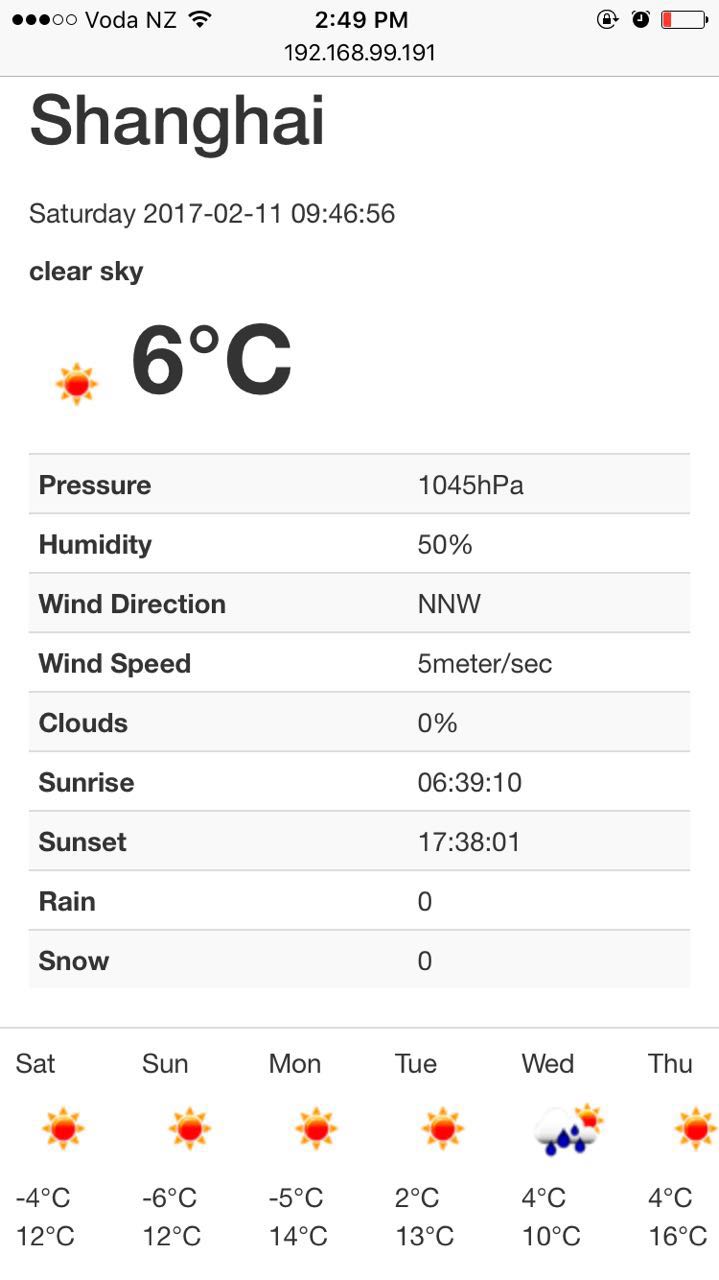 Voda NZ 2:49 PM
192.168.99.191
Shanghai
Saturday 2017-02-11 09:46:56
clear sky
6°C
Pressure 1045hPa
Humidity 50%
Wind Direction NNW
Wind Speed 5meter/sec
Clouds 0%
Sunrise 06:39:10
Sunset 17:38:01
Rain 0
Snow 0
Sat Sun Mon Tue Wed Thu
-4°C -6°C -5°C 2°C 4°C 4°C
12°C 12°C 14°C 13°C 10°C 16°C